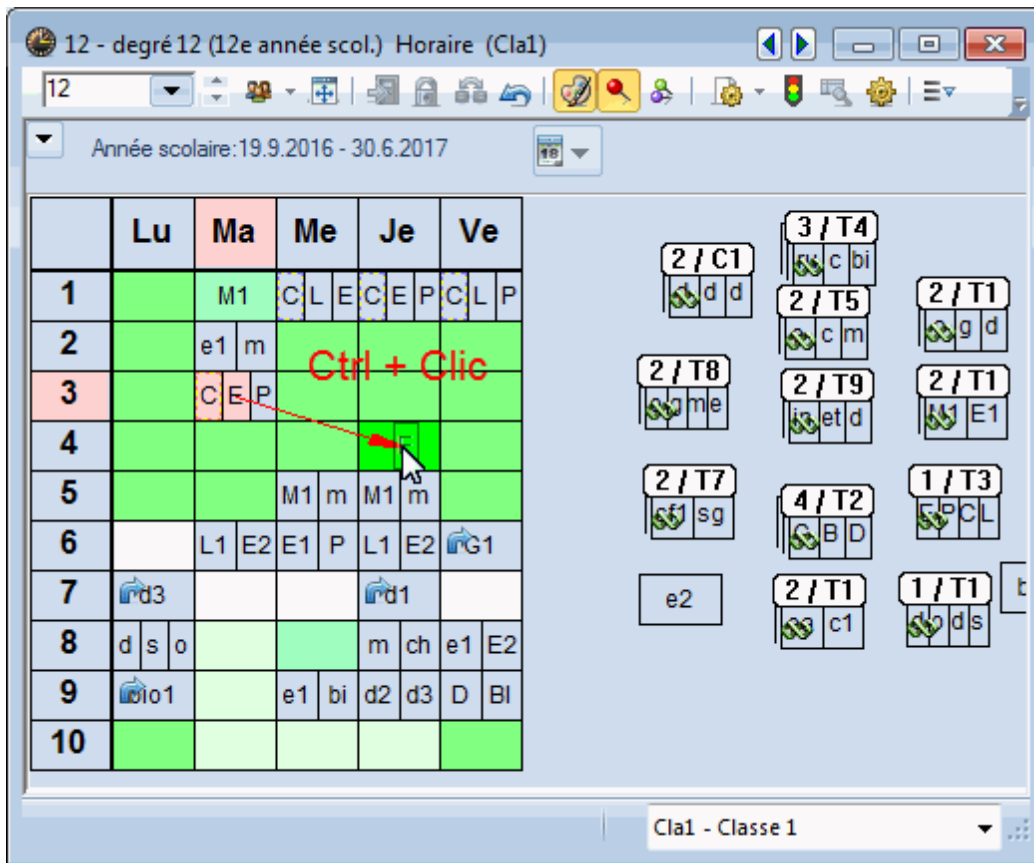 12 - degré 12 (12e année scol.) Horaire (Cla1)
12
Année scolaire:19.9.2016 - 30.6.2017
18
Lu Ma Me Je Ve
1 M1 C L E C E P C L P
2 e1 m
Ctrl + Clic
3 C E P
4 E
5 M1 m M1 m
6 L1 E2 E1 P L1 E2 G1
7 d3 d1
8 d s o m ch e1 E2
9 bio1 e1 bi d2 d3 D BI
10
2 / C1
d d
3 / T4
c bi
2 / T5
c m
2 / T1
g d
2 / T8
me
2 / T9
et d
2 / T1
E1
2 / T7
sg
4 / T2
B D
1 / T3
P C L
e2
2 / T1
c1
1 / T1
d s
Cla1 - Classe 1